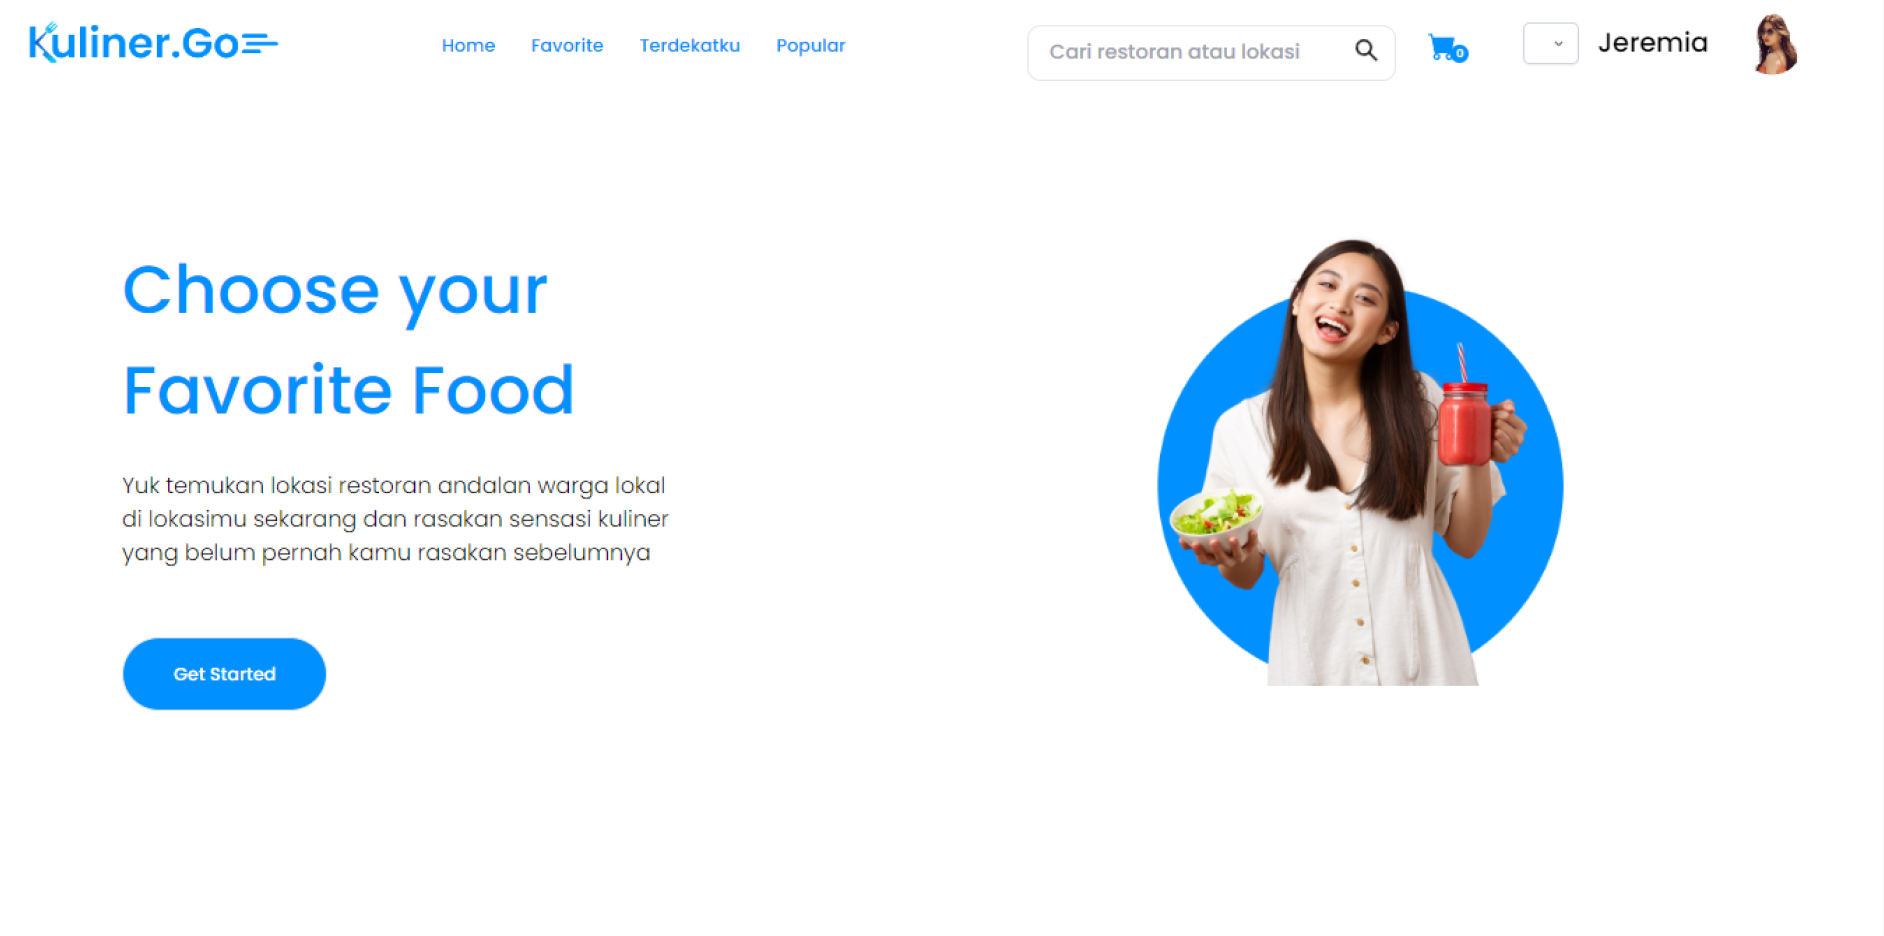 Kuliner.Go
Home Favorite Terdekatku Popular
Cari restoran atau lokasi
0
Jeremia
Choose your
Favorite Food
Yuk temukan lokasi restoran andalan warga lokal
di lokasimu sekarang dan rasakan sensasi kuliner
yang belum pernah kamu rasakan sebelumnya
Get Started